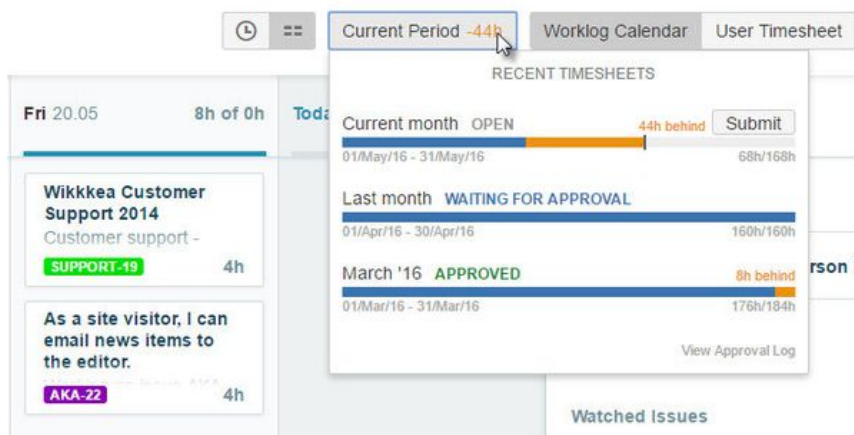 Current Period -44h
Worklog Calendar
User Timesheet
RECENT TIMESHEETS
Current month OPEN 44h behind Submit
01/May/16 - 31/May/16 68h/168h
Last month WAITING FOR APPROVAL
01/Apr/16 - 30/Apr/16 160h/160h
March '16 APPROVED 8h behind
01/Mar/16 - 31/Mar/16 176h/184h
View Approval Log
Fri 20.05 8h of 0h
Toda
Wikkkea Customer
Support 2014
Customer support -
SUPPORT-19 4h
As a site visitor, I can
email news items to
the editor.
AKA-22 4h
rson
Watched Issues